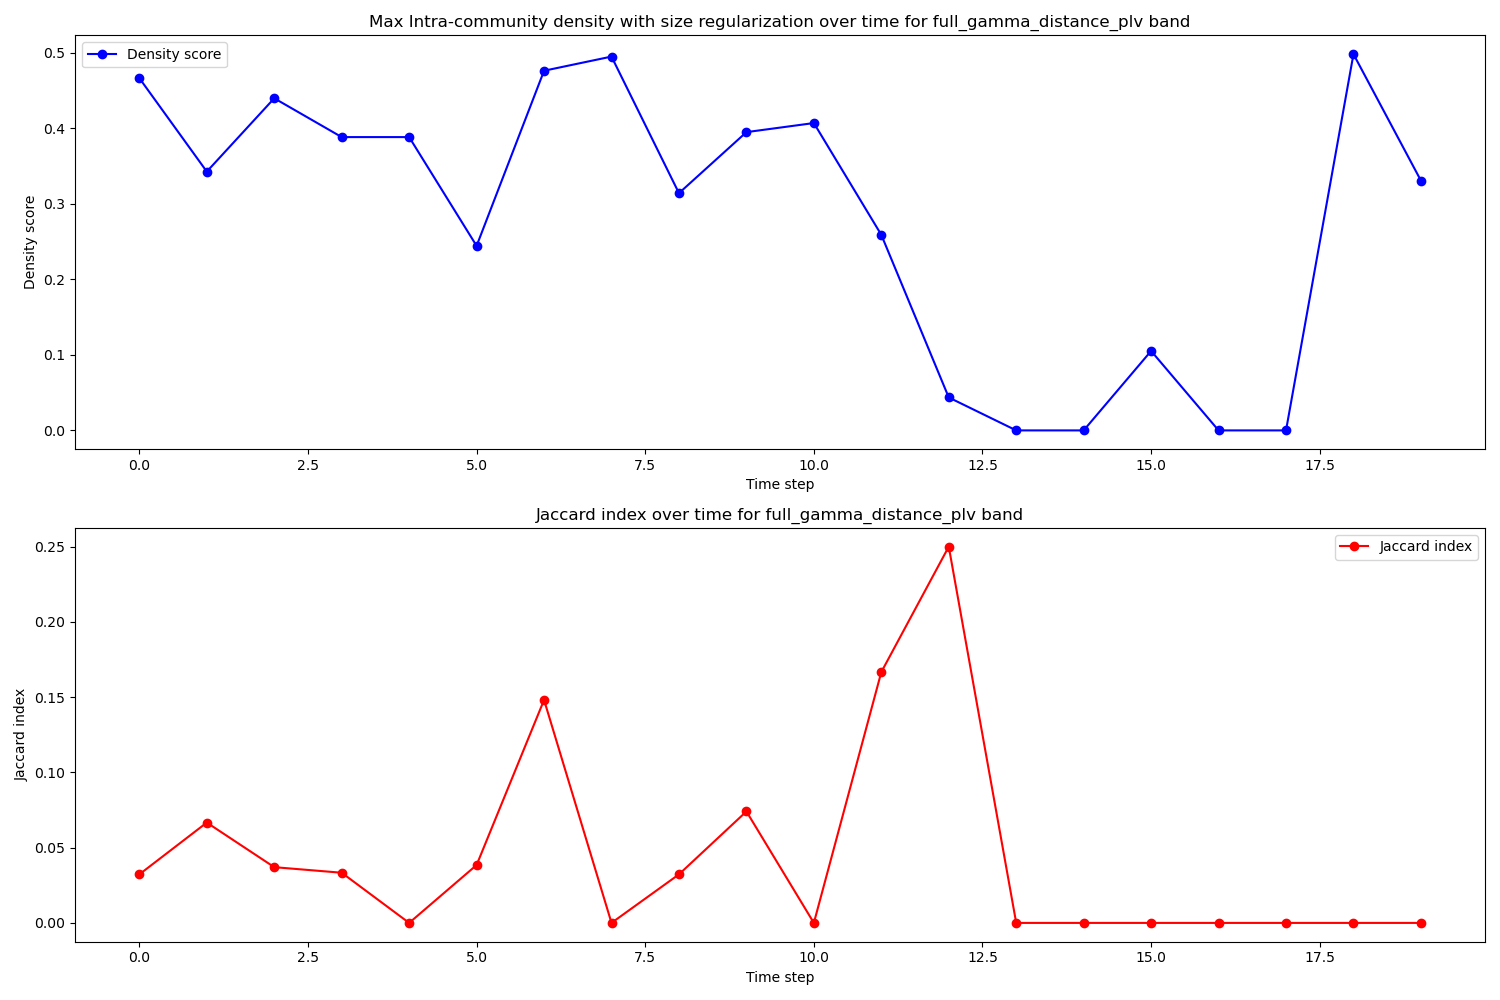 Max Intra-community density with size regularization over time for full_gamma_distance_plv band
Density score
0.5
0.4
0.3
0.2
0.1
0.0
Density score
0.0 2.5 5.0 7.5 10.0 12.5 15.0 17.5
Time step
Jaccard index over time for full_gamma_distance_plv band
Jaccard index
0.25
0.20
0.15
0.10
0.05
0.00
Jaccard index
0.0 2.5 5.0 7.5 10.0 12.5 15.0 17.5
Time step